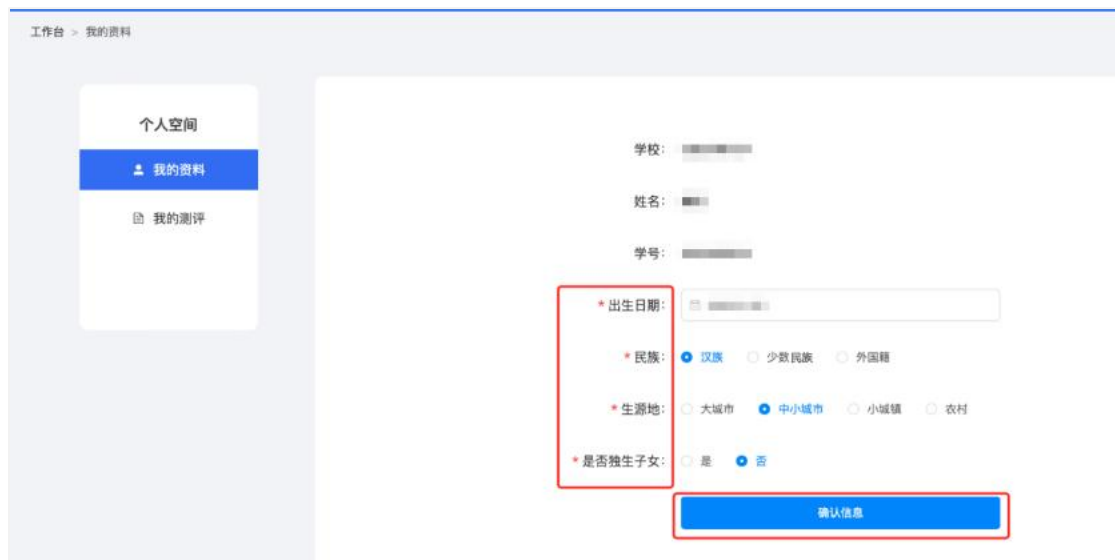 工作台 > 我的资料
个人空间
我的资料
我的测评
学校：
姓名：
学号：
* 出生日期：
* 民族： 汉族 少数民族 外国籍
* 生源地： 大城市 中小城市 小城镇 农村
* 是否独生子女： 是 否
确认信息